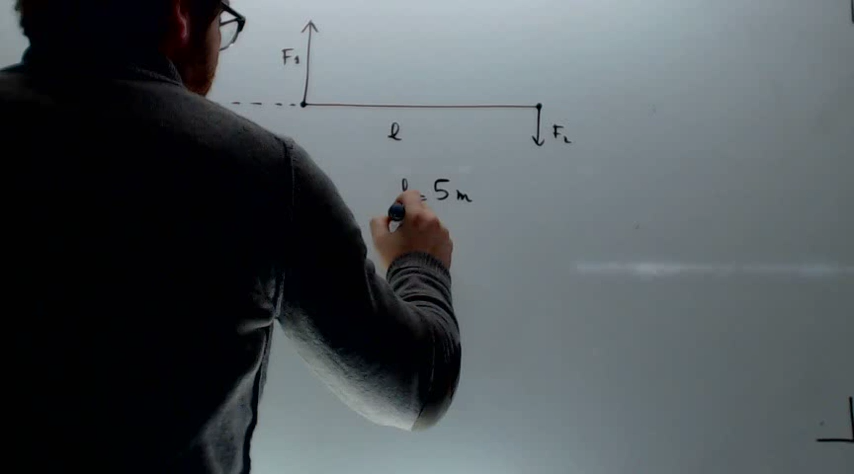 F₁
l
F₂
l = 5 m